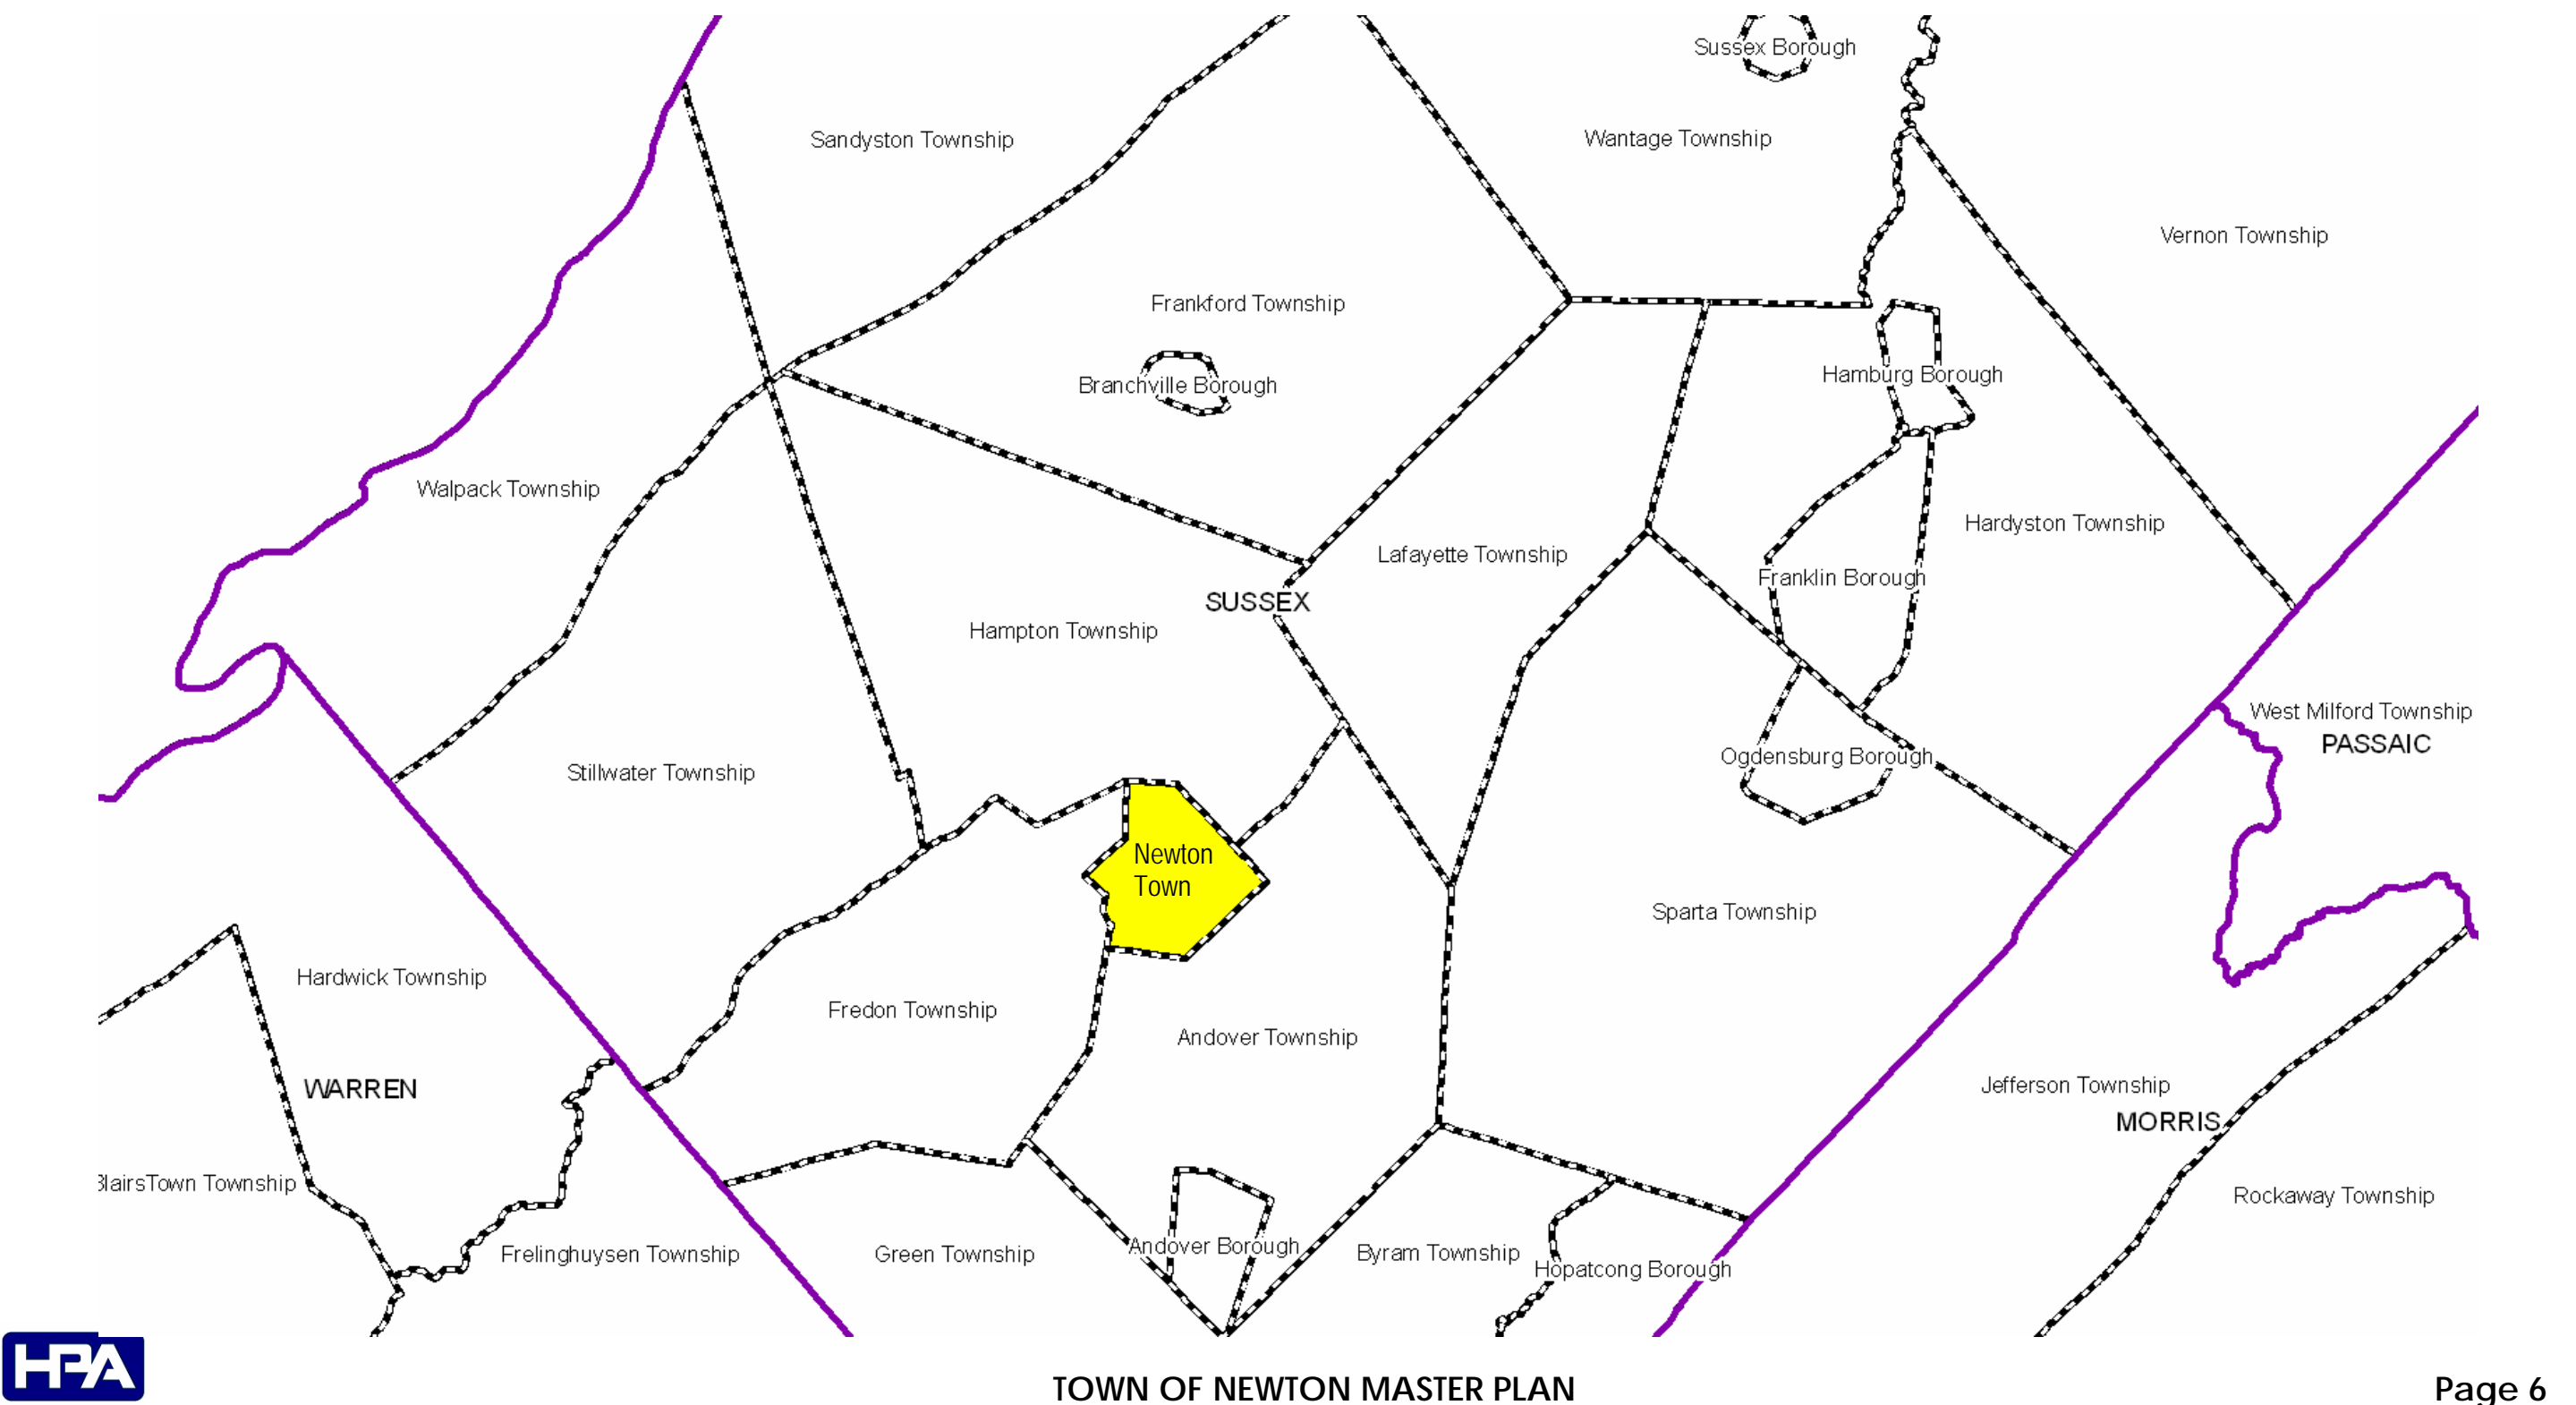 Sussex Borough
Sandyston Township
Wantage Township
Vernon Township
Frankford Township
Branchville Borough
Hamburg Borough
Walpack Township
Hardyston Township
Lafayette Township
Franklin Borough
SUSSEX
Hampton Township
West Milford Township
PASSAIC
Ogdensburg Borough
Stillwater Township
Newton
Town
Sparta Township
Hardwick Township
Fredon Township
Andover Township
WARREN
Jefferson Township
MORRIS
BlairsTown Township
Rockaway Township
Frelinghuysen Township
Green Township
Andover Borough
Byram Township
Hopatcong Borough
HPA
TOWN OF NEWTON MASTER PLAN
Page 6